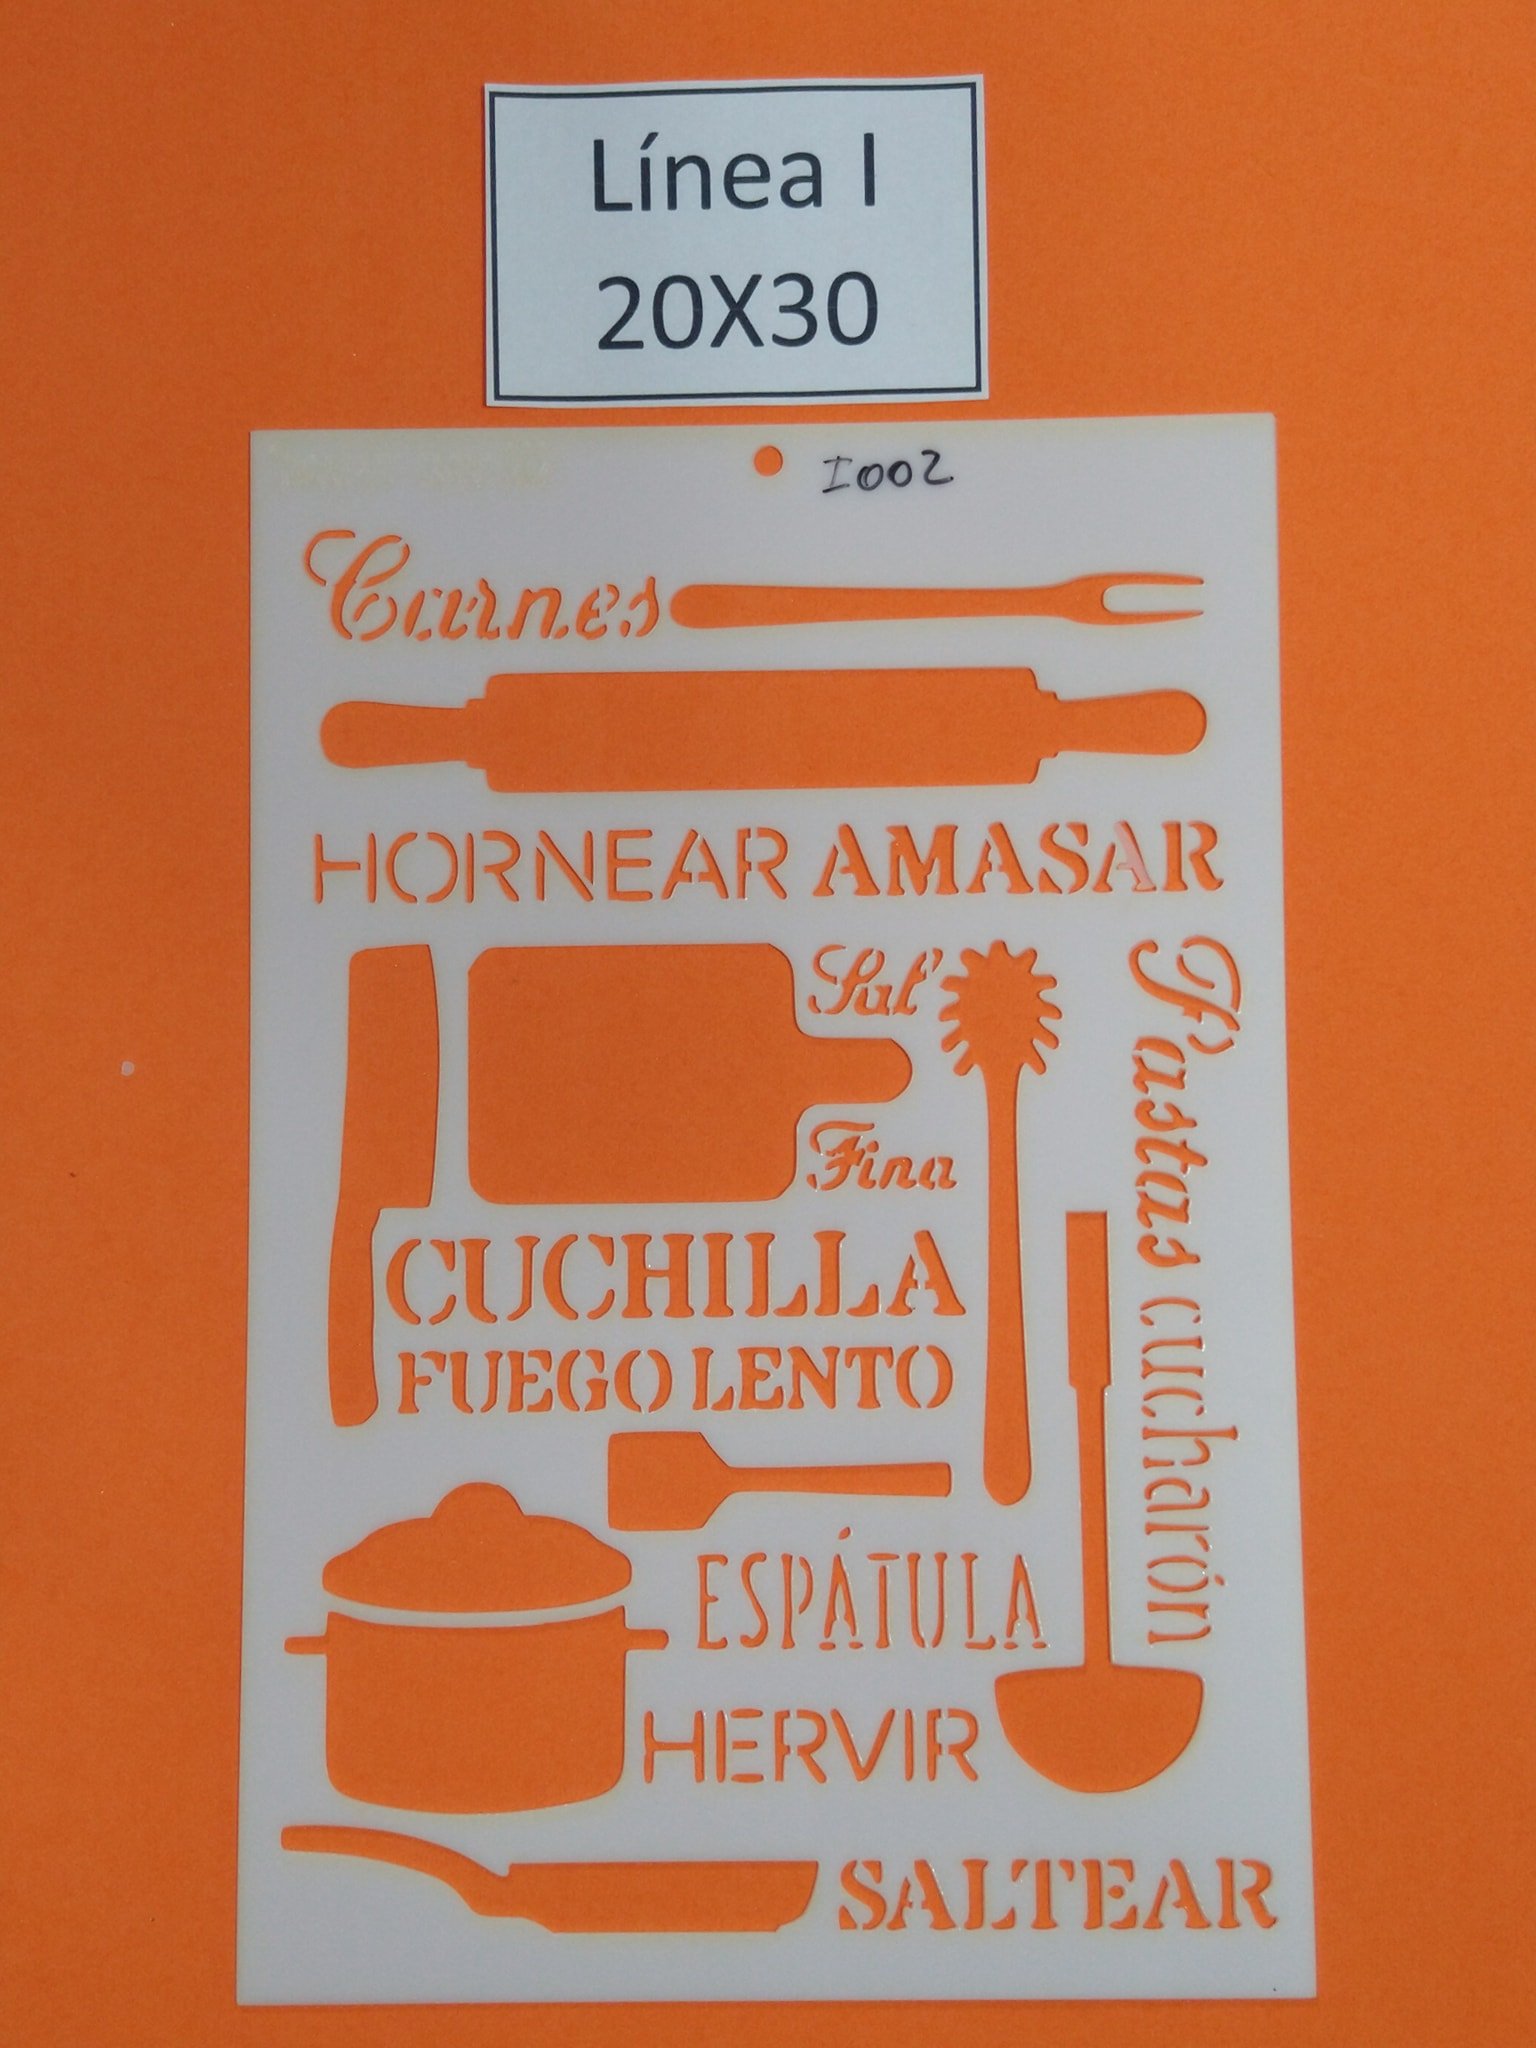 Línea I
20X30
I002
Carnes
HORNEAR AMASAR
Sal
Fina
Pastas cucharón
CUCHILLA
FUEGO LENTO
ESPÁTULA
HERVIR
SALTEAR